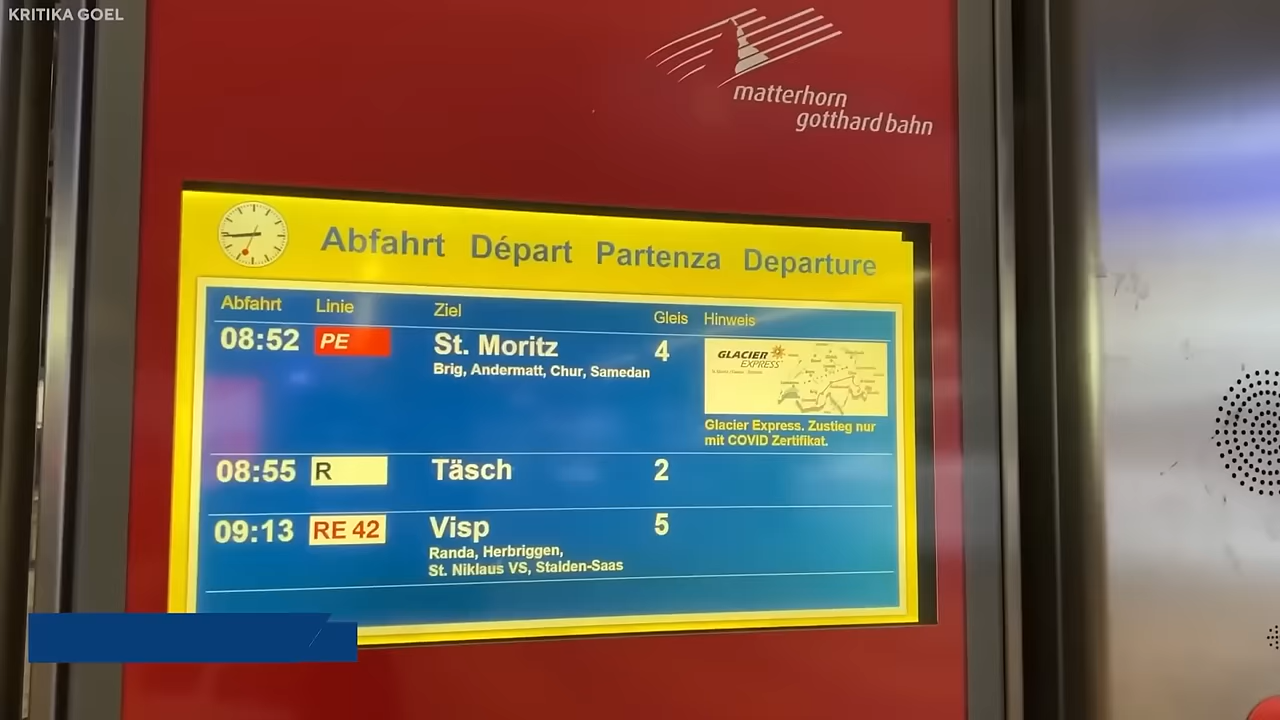 KRITIKA GOEL
matterhorn
gotthard bahn
Abfahrt Départ Partenza Departure
Abfahrt Linie Ziel Gleis Hinweis
08:52 PE St. Moritz 4
Brig, Andermatt, Chur, Samedan
GLACIER
EXPRESS
Glacier Express. Zustieg nur
mit COVID Zertifikat.
08:55 R Täsch 2
09:13 RE 42 Visp 5
Randa, Herbriggen,
St. Niklaus VS, Stalden-Saas